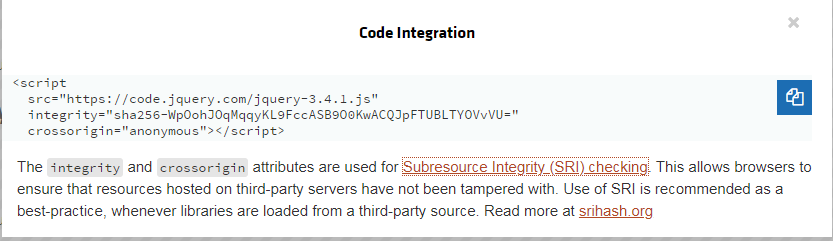 Code Integration
<script
src="https://code.jquery.com/jquery-3.4.1.js"
integrity="sha256-WpOohJOqMqqyKL9FccASB9O0KwACQJpFTUBLTYOVvVU="
crossorigin="anonymous"></script>
The integrity and crossorigin attributes are used for Subresource Integrity (SRI) checking. This allows browsers to
ensure that resources hosted on third-party servers have not been tampered with. Use of SRI is recommended as a
best-practice, whenever libraries are loaded from a third-party source. Read more at srihash.org